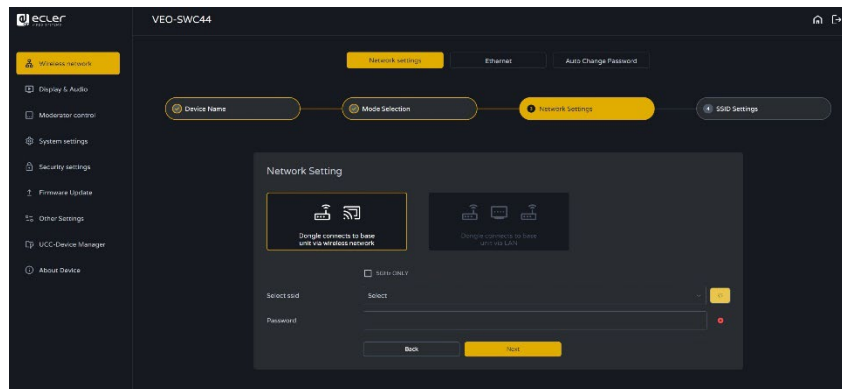 ecler
VEO-SWC44
Wireless network
Display & Audio
Moderator control
System settings
Security settings
Firmware Update
Other Settings
UCC-Device Manager
About Device
Network settings
Ethernet
Auto Change Password
Device Name
Mode Selection
3 Network Settings
4 SSID Settings
Network Setting
Dongle connects to base
unit via wireless network
Dongle connects to base
unit via LAN
ONLY
Select ssid
Select
Password
Back
Next